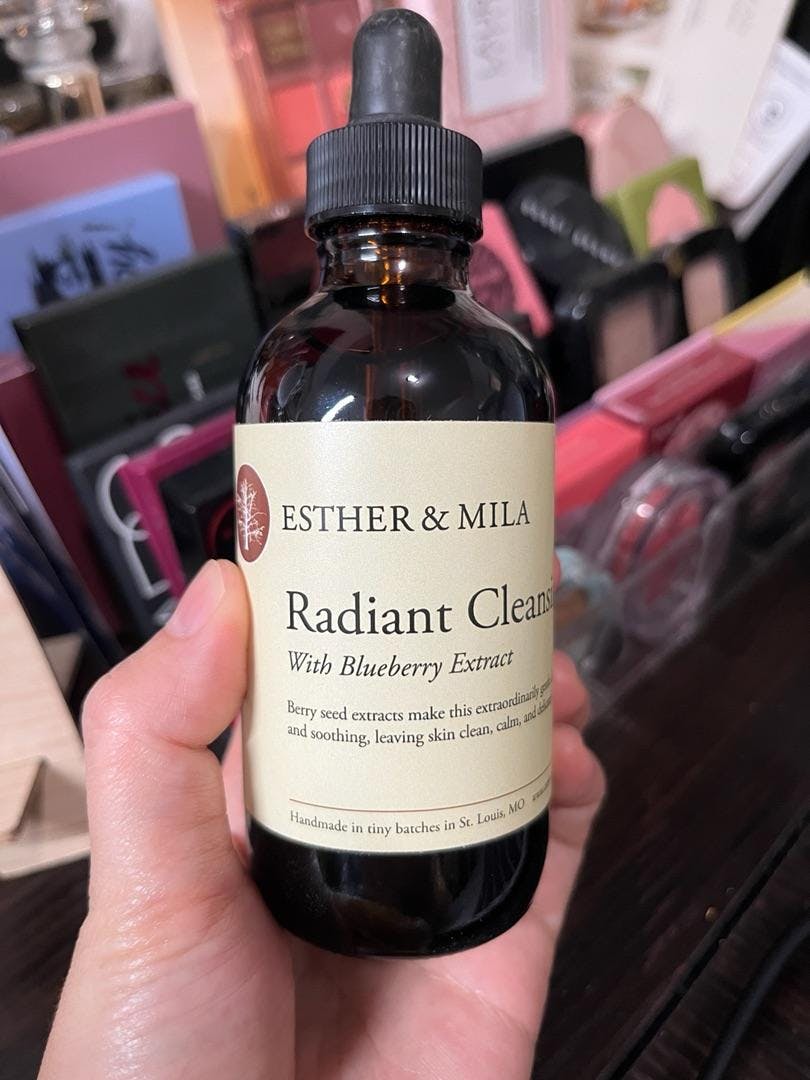 ESTHER & MILA
Radiant Cleansi
With Blueberry Extract
Berry seed extracts make this extraordinarily
and soothing, leaving skin clean, calm, and
Handmade in tiny batches in St. Louis, MO